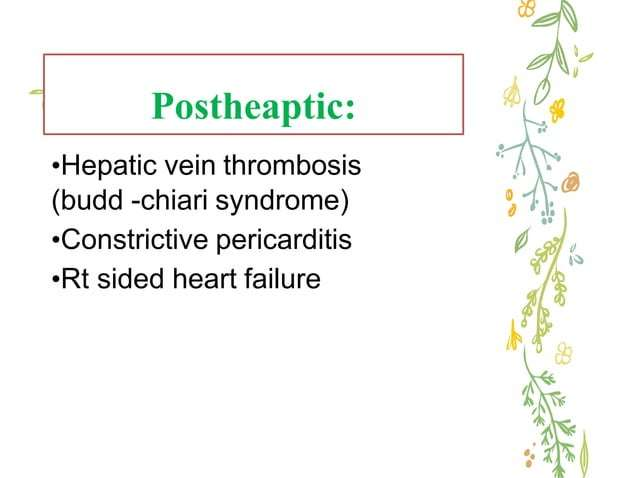 Postheaptic:
•Hepatic vein thrombosis
(budd -chiari syndrome)
•Constrictive pericarditis
•Rt sided heart failure